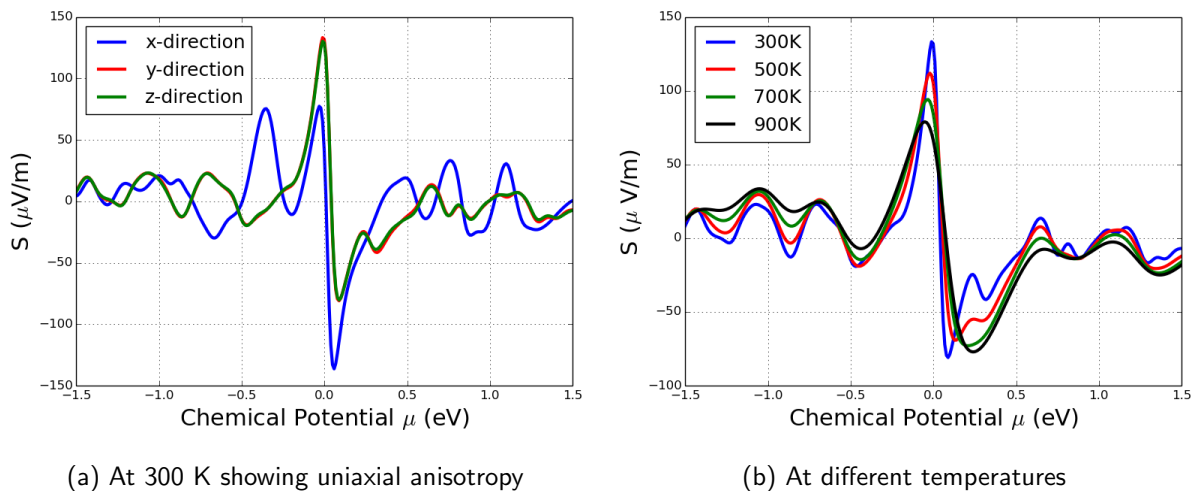 x-direction
y-direction
z-direction
S (μV/m)
150
100
50
0
−50
−100
−150
−1.5 −1.0 −0.5 0.0 0.5 1.0 1.5
Chemical Potential μ (eV)
(a) At 300 K showing uniaxial anisotropy
300K
500K
700K
900K
S (μ V/m)
150
100
50
0
−50
−100
−1.5 −1.0 −0.5 0.0 0.5 1.0 1.5
Chemical Potential μ (eV)
(b) At different temperatures